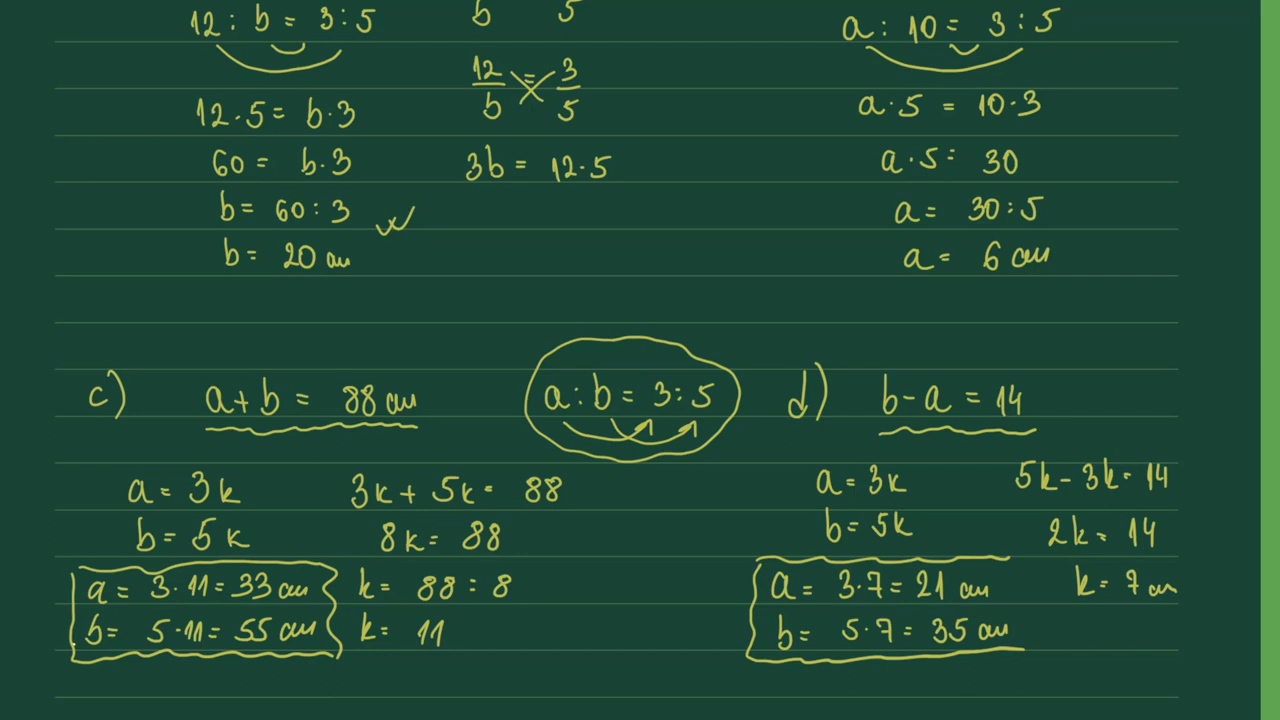 12 : b = 3 : 5
12 · 5 = b · 3
60 = b · 3
b = 60 : 3
b = 20 cm
b 5
12/b = 3/5
3b = 12 · 5
a : 10 = 3 : 5
a · 5 = 10 · 3
a · 5 = 30
a = 30 : 5
a = 6 cm
c) a + b = 88 cm
a : b = 3 : 5
a = 3k
b = 5k
a = 3 · 11 = 33 cm
b = 5 · 11 = 55 cm
3k + 5k = 88
8k = 88
k = 88 : 8
k = 11
d) b - a = 14
a = 3k
b = 5k
a = 3 · 7 = 21 cm
b = 5 · 7 = 35 cm
5k - 3k = 14
2k = 14
k = 7 cm